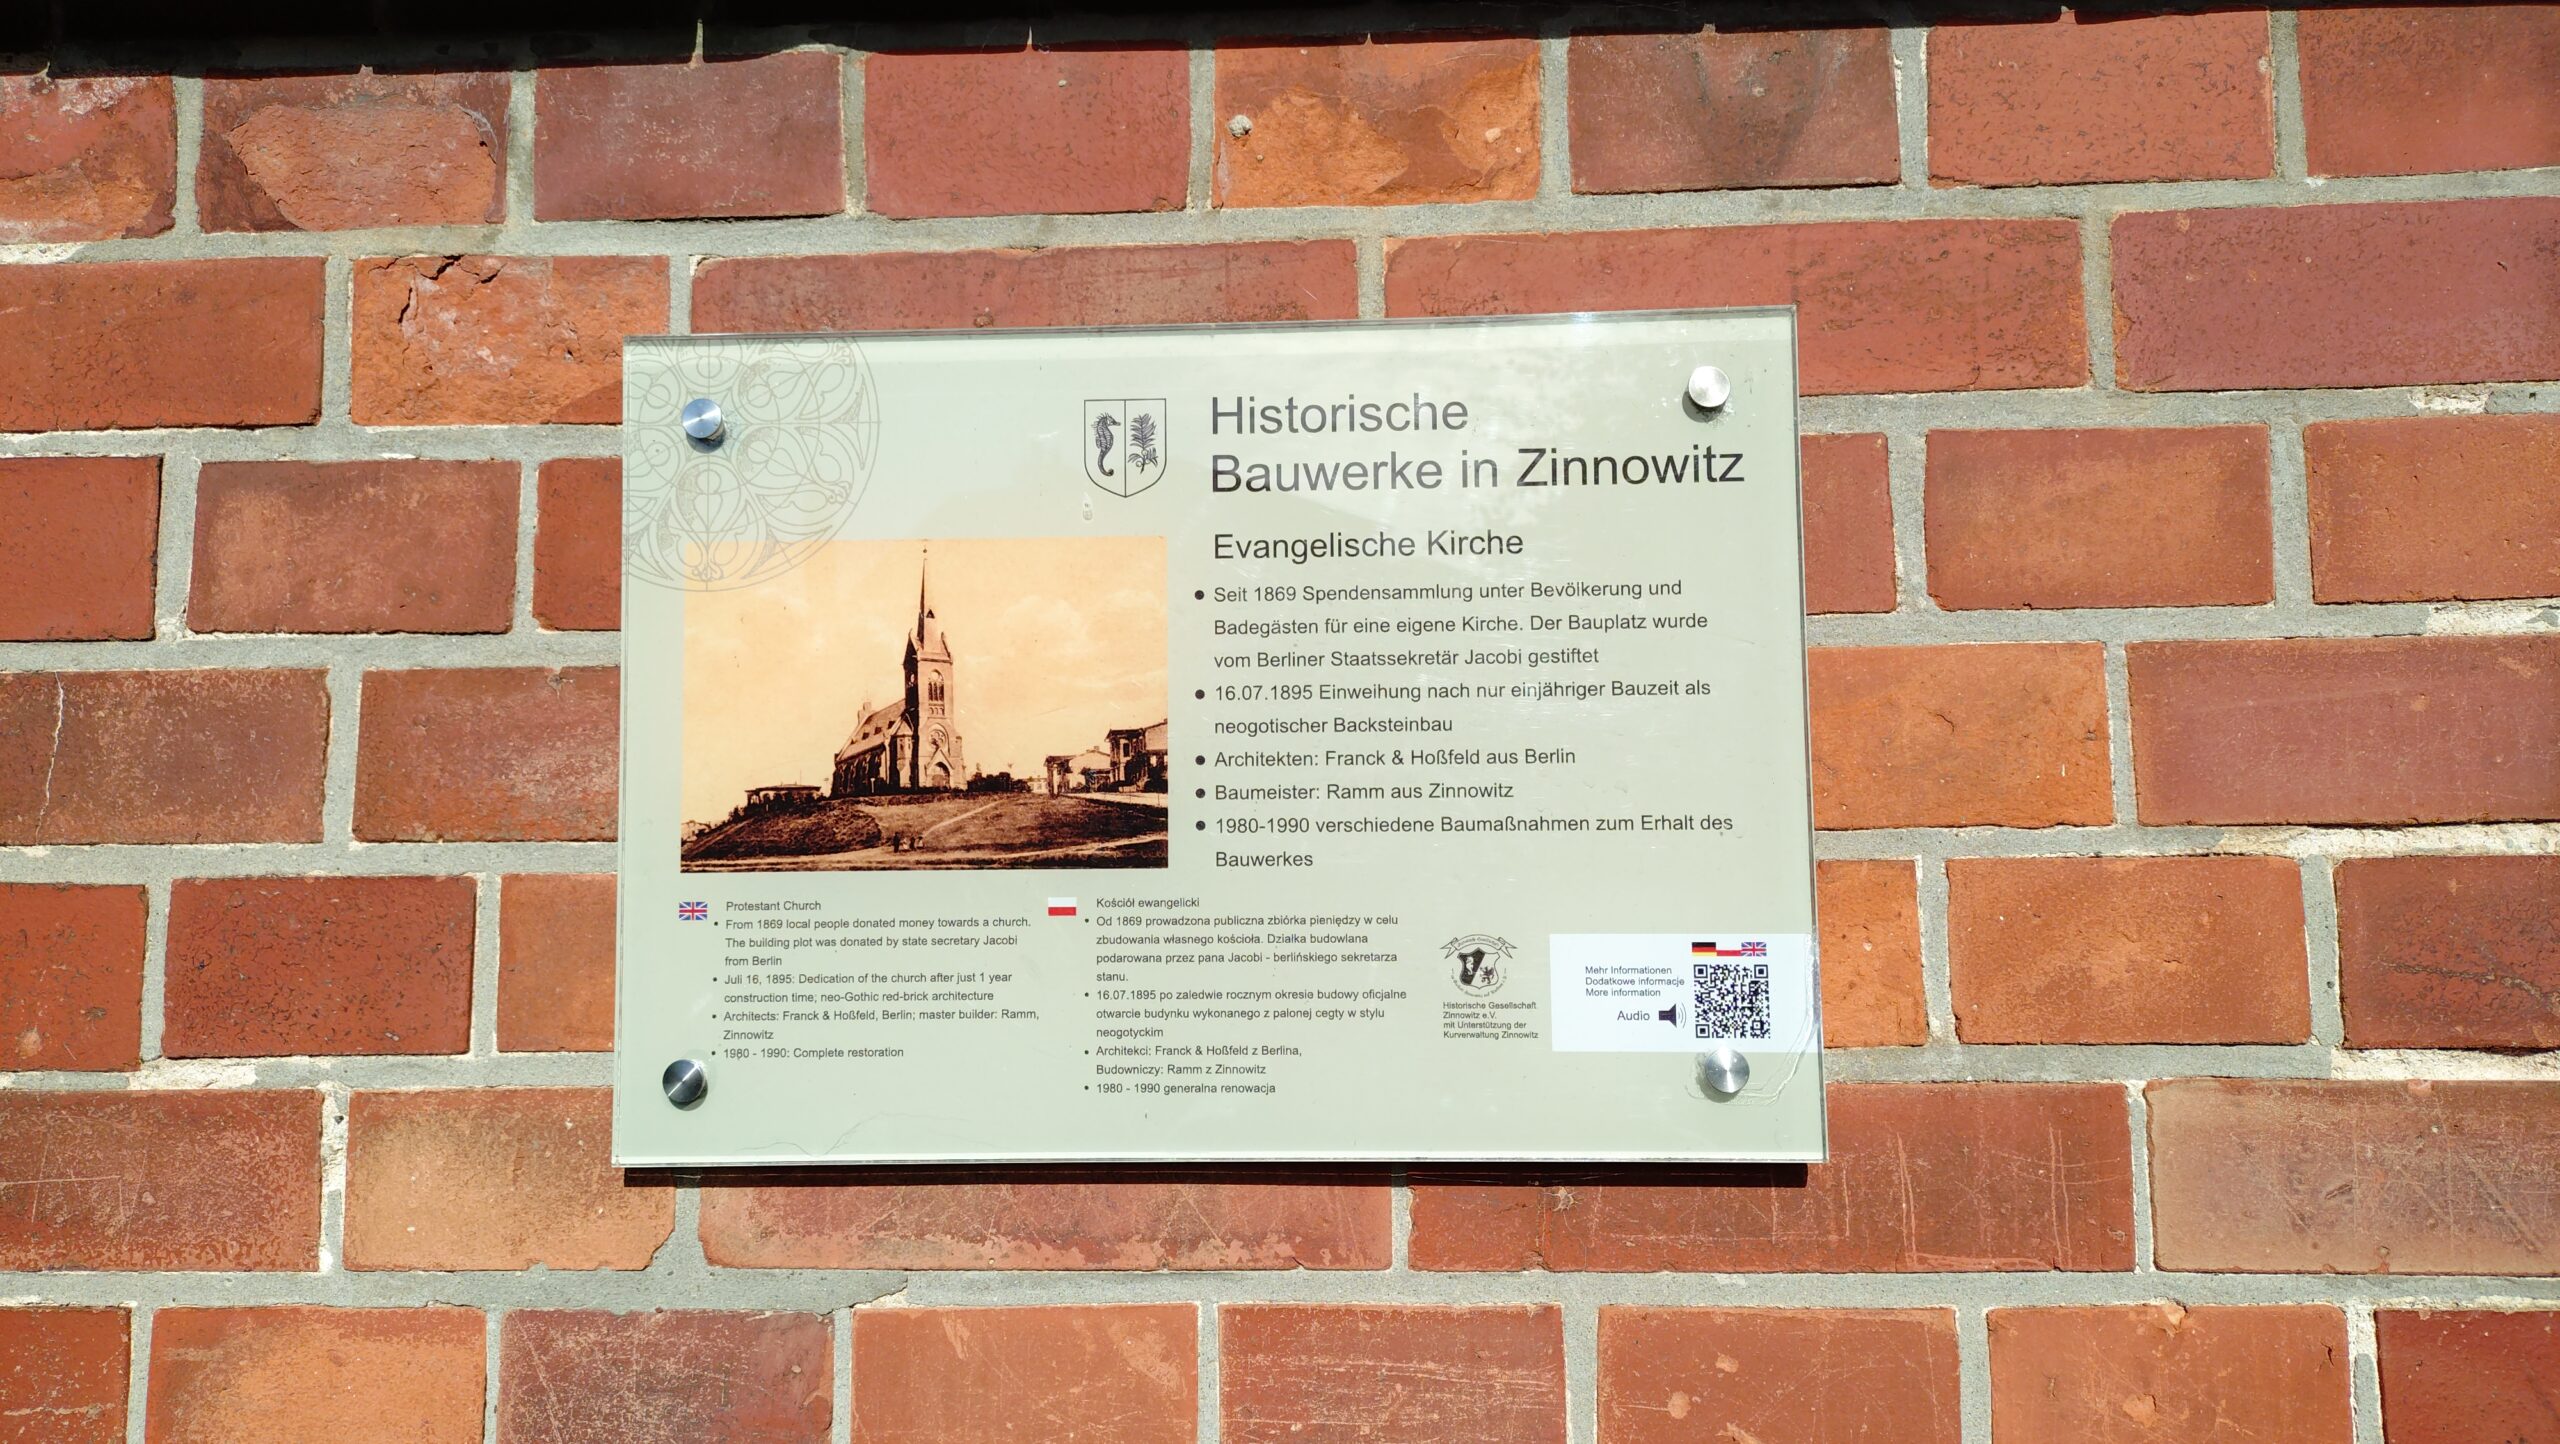 Historische
Bauwerke in Zinnowitz
Evangelische Kirche
• Seit 1869 Spendensammlung unter Bevölkerung und
Badegästen für eine eigene Kirche. Der Bauplatz wurde
vom Berliner Staatssekretär Jacobi gestiftet
• 16.07.1895 Einweihung nach nur einjähriger Bauzeit als
neogotischer Backsteinbau
• Architekten: Franck & Hoßfeld aus Berlin
• Baumeister: Ramm aus Zinnowitz
• 1980-1990 verschiedene Baumaßnahmen zum Erhalt des
Bauwerkes
Protestant Church
• From 1869 local people donated money towards a church.
The building plot was donated by state secretary Jacobi
from Berlin
• Juli 16, 1895: Dedication of the church after just 1 year
construction time; neo-Gothic red-brick architecture
• Architects: Franck & Hoßfeld, Berlin; master builder: Ramm,
Zinnowitz
• 1980 - 1990: Complete restoration
Kościół ewangelicki
• Od 1869 prowadzona publiczna zbiórka pieniędzy w celu
zbudowania własnego kościoła. Działka budowlana
podarowana przez pana Jacobi - berlińskiego sekretarza
stanu.
• 16.07.1895 po zaledwie rocznym okresie budowy oficjalne
otwarcie budynku wykonanego z palonej cegty w stylu
neogotyckim
• Architekci: Franck & Hoßfeld z Berlina,
Budowniczy: Ramm z Zinnowitz
• 1980 - 1990 generalna renowacja
Historische Gesellschaft
Zinnowitz e.V.
mit Unterstützung der
Kurverwaltung Zinnowitz
Mehr Informationen
Dodatkowe informacje
More information
Audio